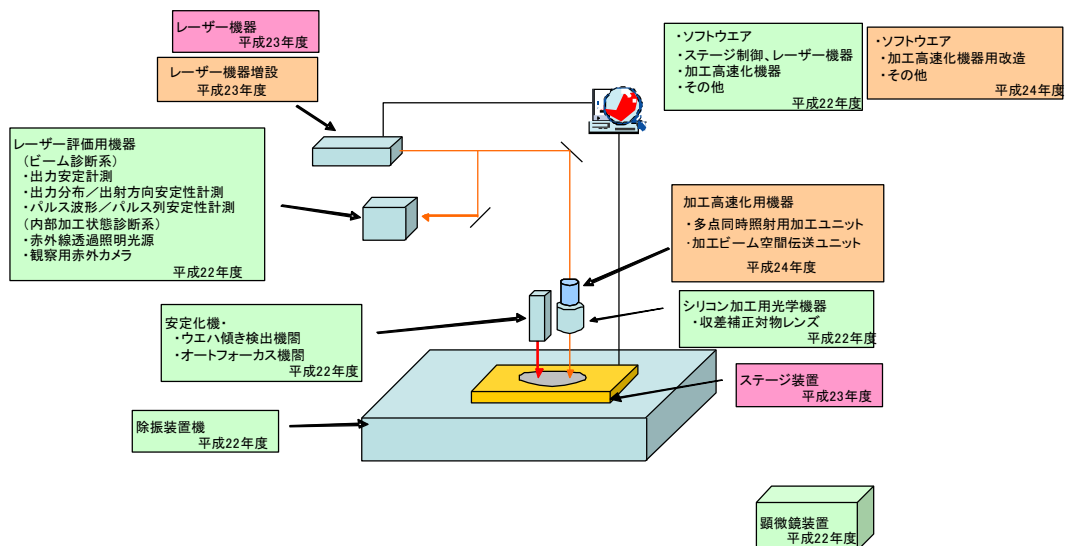 レーザー機器
平成23年度
レーザー機器増設
平成23年度
・ソフトウエア
・ステージ制御、レーザー機器
・加工高速化機器
・その他
平成22年度
・ソフトウエア
・加工高速化機器用改造
・その他
平成24年度
レーザー評価用機器
(ビーム診断系)
・出力安定計測
・出力分布／出射方向安定性計測
・パルス波形／パルス列安定性計測
(内部加工状態診断系)
・赤外線透過照明光源
・観察用赤外カメラ
平成22年度
加工高速化用機器
・多点同時照射用加工ユニット
・加工ビーム空間伝送ユニット
平成24年度
安定化機・
・ウエハ傾き検出機閣
・オートフォーカス機閣
平成22年度
シリコン加工用光学機器
・収差補正対物レンズ
平成22年度
ステージ装置
平成23年度
除振装置機
平成22年度
顕微鏡装置
平成22年度